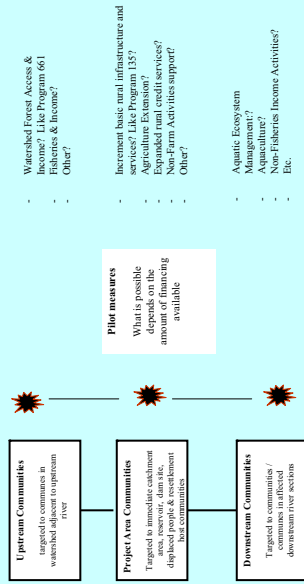 Upstream Communities
targeted to communes in
watershed adjacent to upstream
river
- Watershed Forest Access &
Income? Like Program 661
- Fisheries & Income?
- Other?
Project Area Communities
Targeted to immediate catchment
area, reservoir, dam site,
displaced people & resettlement
host communities
Pilot measures
What is possible
depends on the
amount of financing
available
- Increment basic rural infrastructure and
services? Like Program 135?
- Agriculture Extension?
- Expanded rural credit services?
- Non-Farm Activities support?
- Other?
Downstream Communities
Targeted to communities /
communes in affected
downstream river sections
- Aquatic Ecosystem
Management:?
- Aquaculture?
- Non-Fisheries Income Activities?
- Etc.